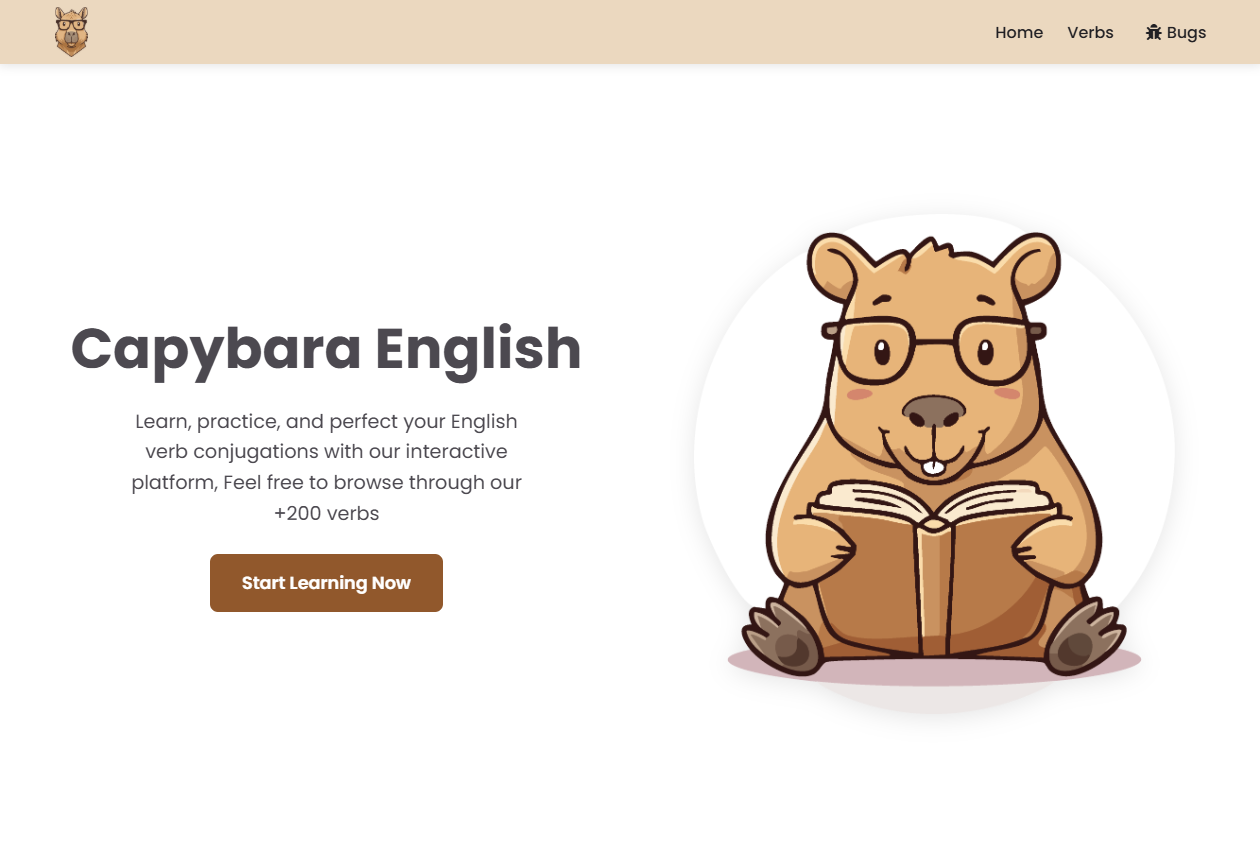 Home Verbs Bugs
Capybara English
Learn, practice, and perfect your English
verb conjugations with our interactive
platform, Feel free to browse through our
+200 verbs
Start Learning Now